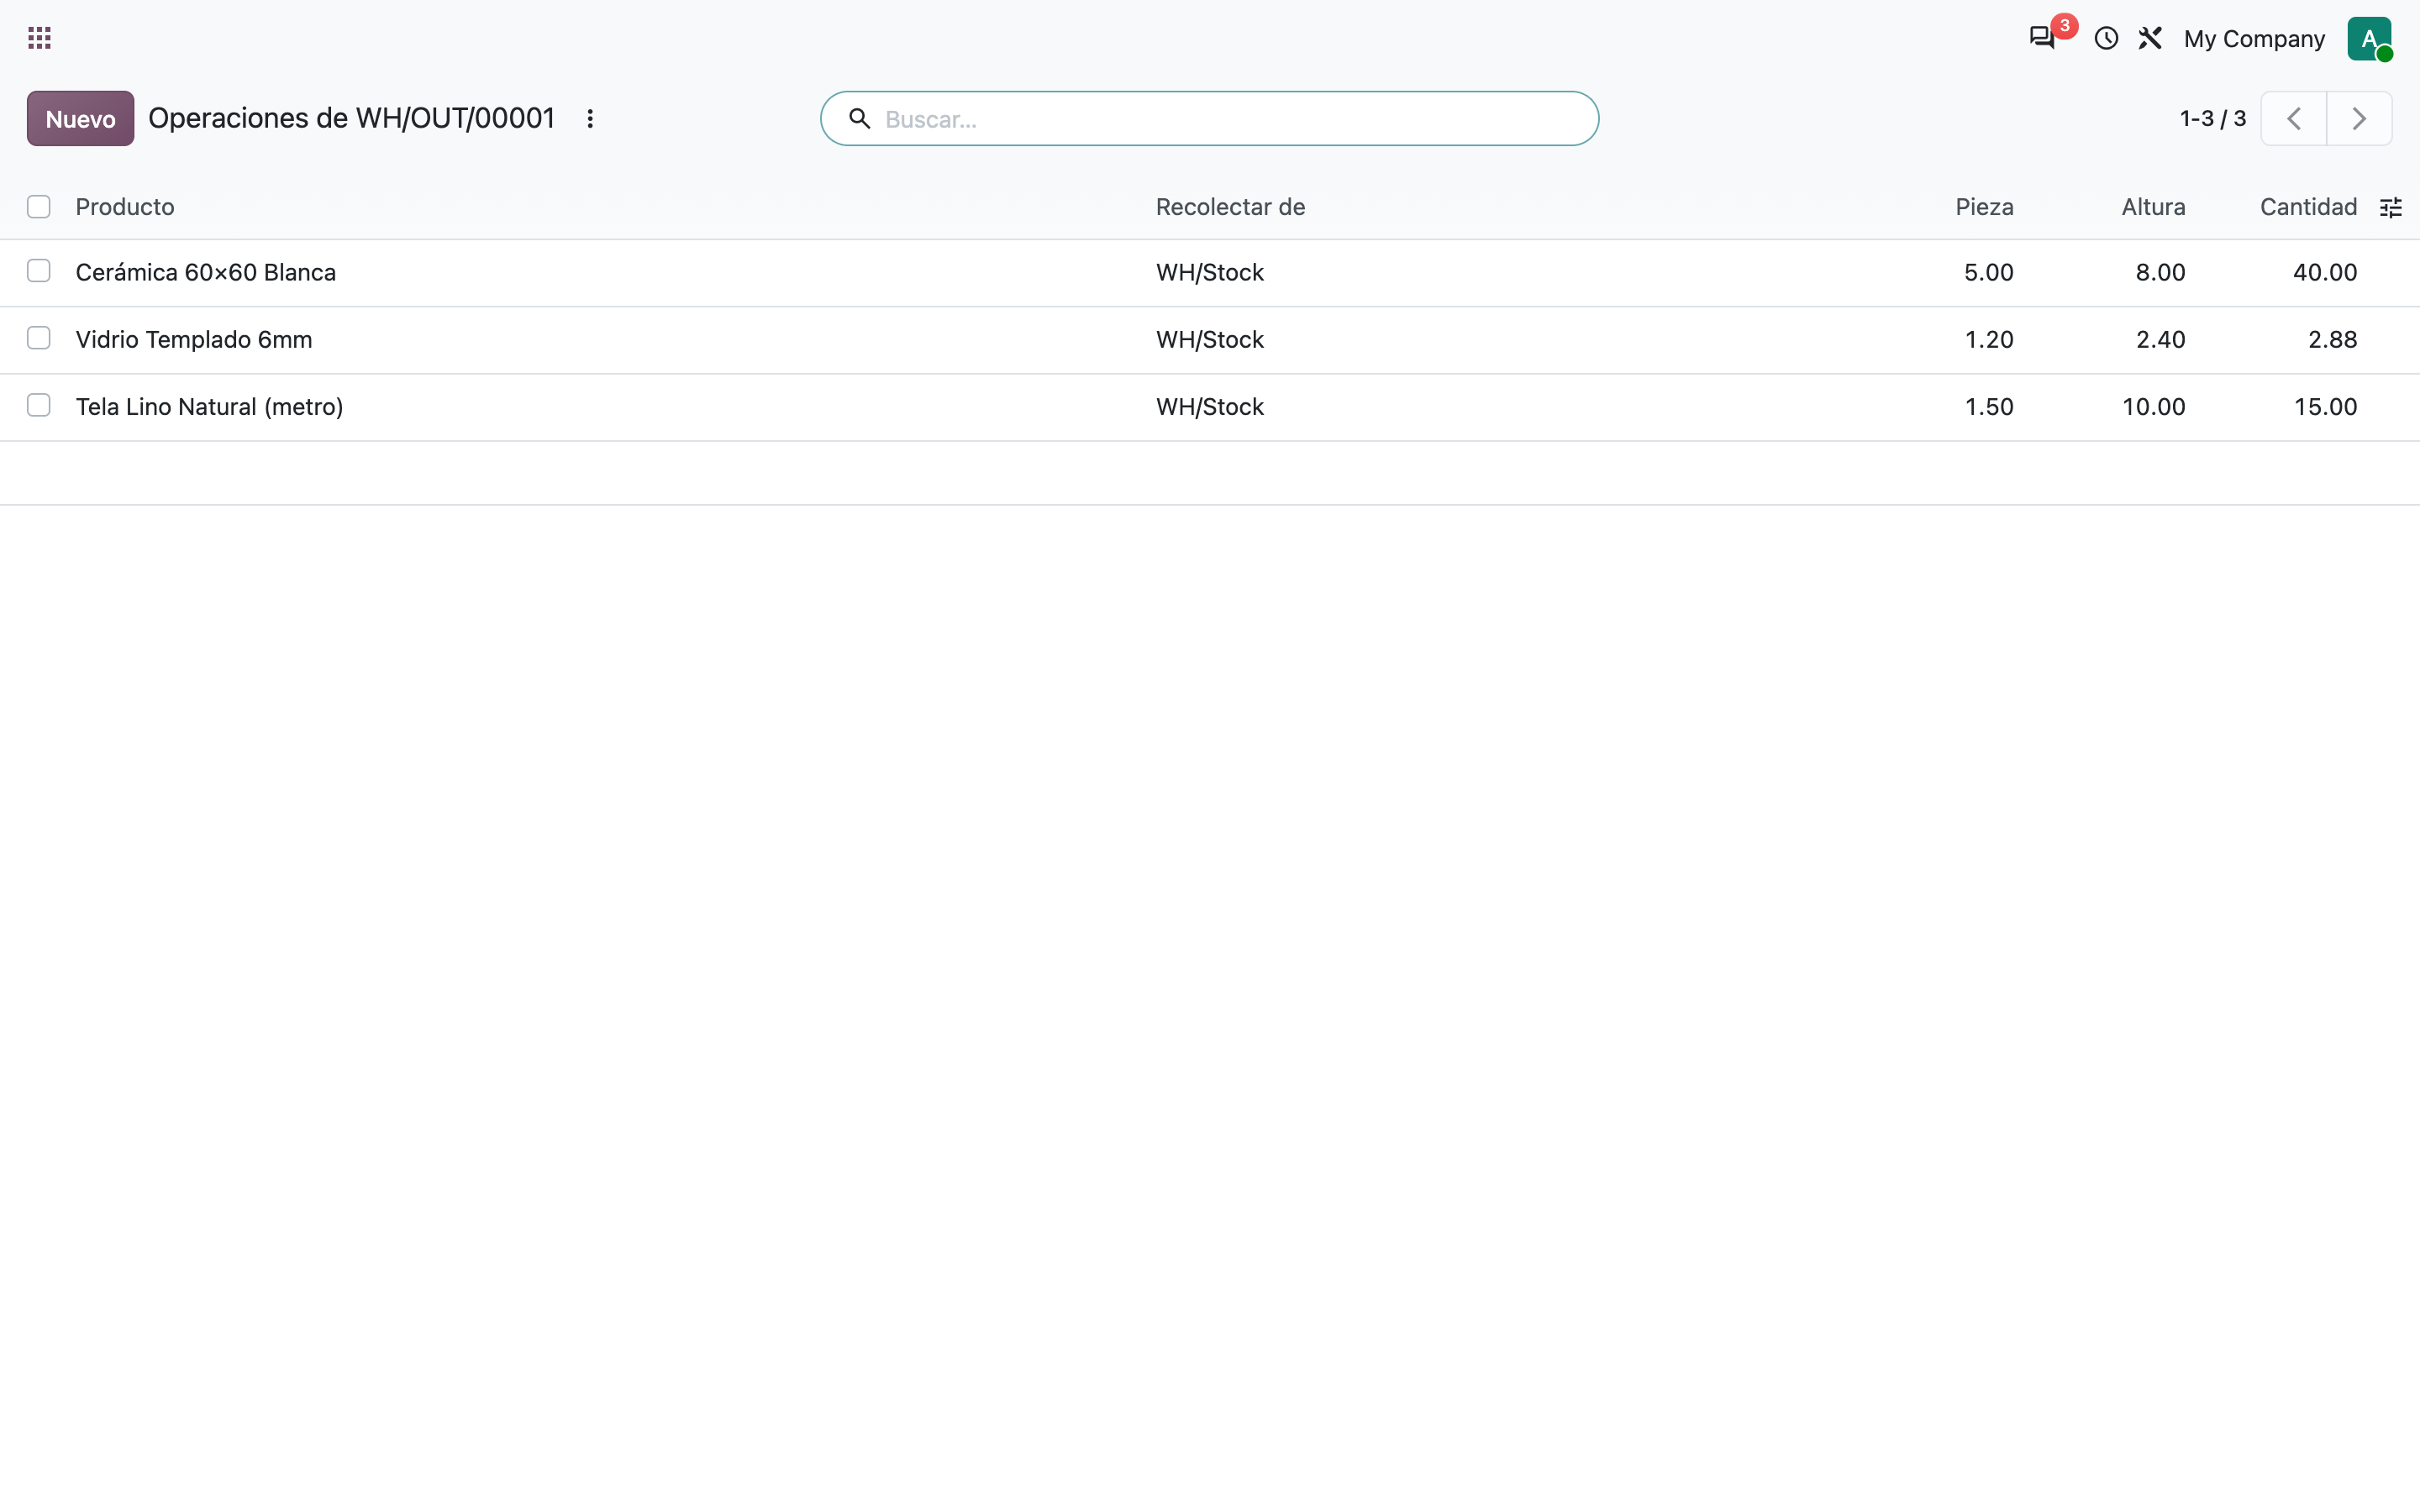 3
My Company
A
Nuevo Operaciones de WH/OUT/00001
Buscar...
1-3 / 3
Producto Recolectar de Pieza Altura Cantidad
Cerámica 60×60 Blanca WH/Stock 5.00 8.00 40.00
Vidrio Templado 6mm WH/Stock 1.20 2.40 2.88
Tela Lino Natural (metro) WH/Stock 1.50 10.00 15.00